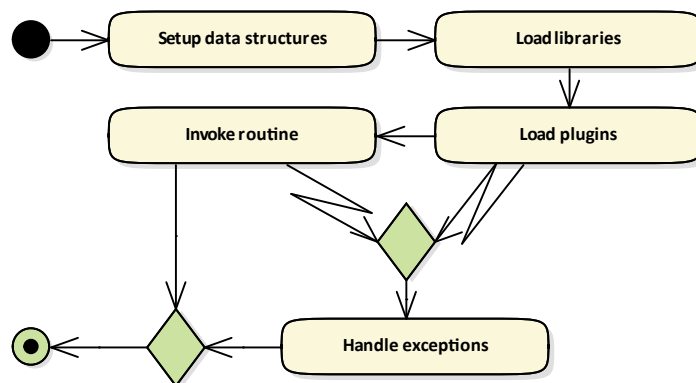 Setup data structures
Load libraries
Invoke routine
Load plugins
Handle exceptions